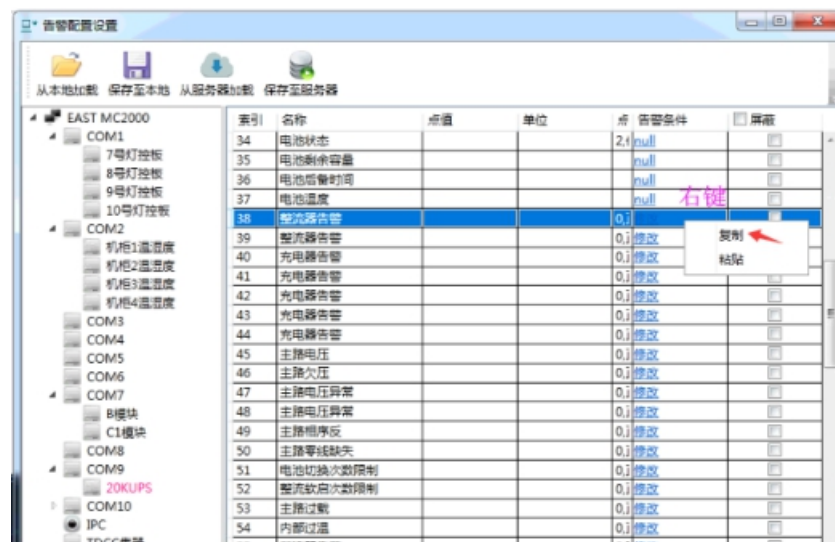 告警配置设置
从本地加载 保存至本地 从服务器加载 保存至服务器
EAST MC2000
COM1
7号灯控板
8号灯控板
9号灯控板
10号灯控板
COM2
机柜1温湿度
机柜2温湿度
机柜3温湿度
机柜4温湿度
COM3
COM4
COM5
COM6
COM7
B模块
C1模块
COM8
COM9
20KUPS
COM10
IPC
索引 名称 点值 单位 点 告警条件 屏蔽
34 电池状态 null
35 电池剩余容量 null
36 电池后备时间 null
37 电池温度 null
右键
38 整流器告警
39 整流器告警 修改
复制
粘贴
40 充电器告警 修改
41 充电器告警 修改
42 充电器告警 修改
43 充电器告警 修改
44 充电器告警 修改
45 主路电压 修改
46 主路欠压 修改
47 主路电压异常 修改
48 主路电压异常 修改
49 主路相序反 修改
50 主路零线缺失 修改
51 电池切换次数限制 修改
52 整流软启次数限制 修改
53 主路过载 修改
54 内部过温 修改